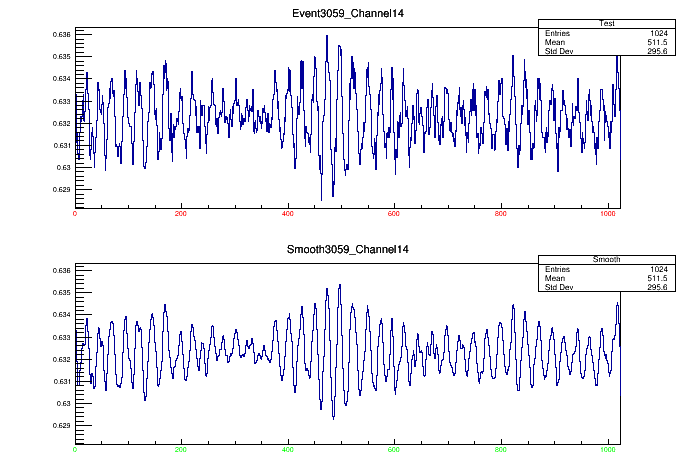 Event3059_Channel14
Test
Entries 1024
Mean 511.5
Std Dev 295.6
0.636
0.635
0.634
0.633
0.632
0.631
0.63
0.629
0 200 400 600 800 1000
Smooth3059_Channel14
Smooth
Entries 1024
Mean 511.5
Std Dev 295.6
0.636
0.635
0.634
0.633
0.632
0.631
0.63
0.629
0 200 400 600 800 1000